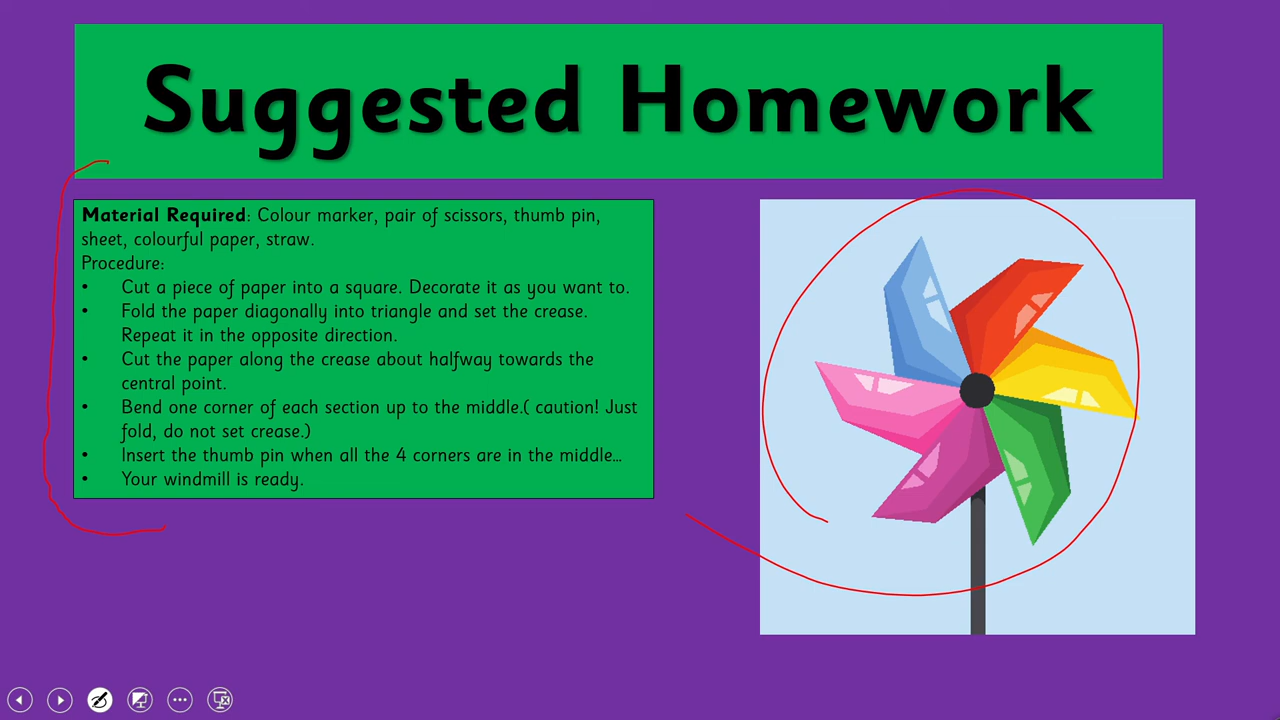 Suggested Homework
Material Required: Colour marker, pair of scissors, thumb pin,
sheet, colourful paper, straw.
Procedure:
• Cut a piece of paper into a square. Decorate it as you want to.
• Fold the paper diagonally into triangle and set the crease.
Repeat it in the opposite direction.
• Cut the paper along the crease about halfway towards the
central point.
• Bend one corner of each section up to the middle.( caution! Just
fold, do not set crease.)
• Insert the thumb pin when all the 4 corners are in the middle…
• Your windmill is ready.